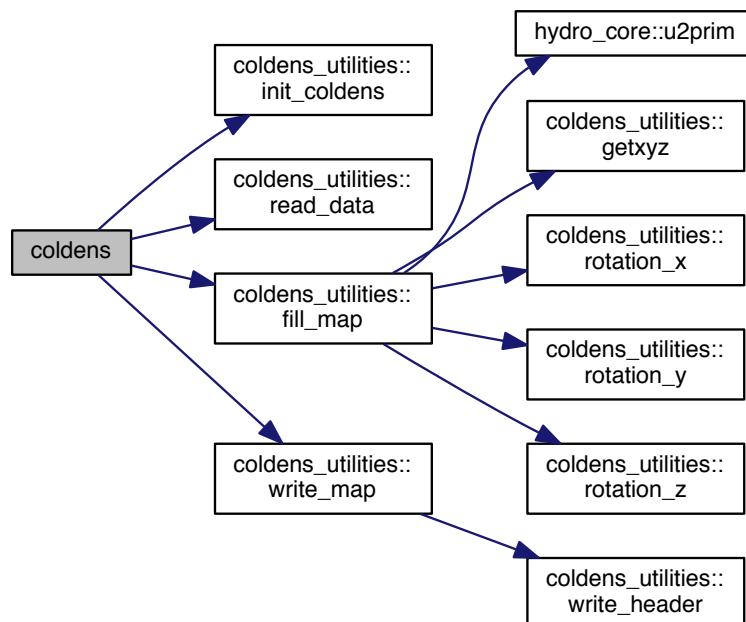 coldens
coldens_utilities::
init_coldens
coldens_utilities::
read_data
coldens_utilities::
fill_map
coldens_utilities::
write_map
hydro_core::u2prim
coldens_utilities::
getxyz
coldens_utilities::
rotation_x
coldens_utilities::
rotation_y
coldens_utilities::
rotation_z
coldens_utilities::
write_header